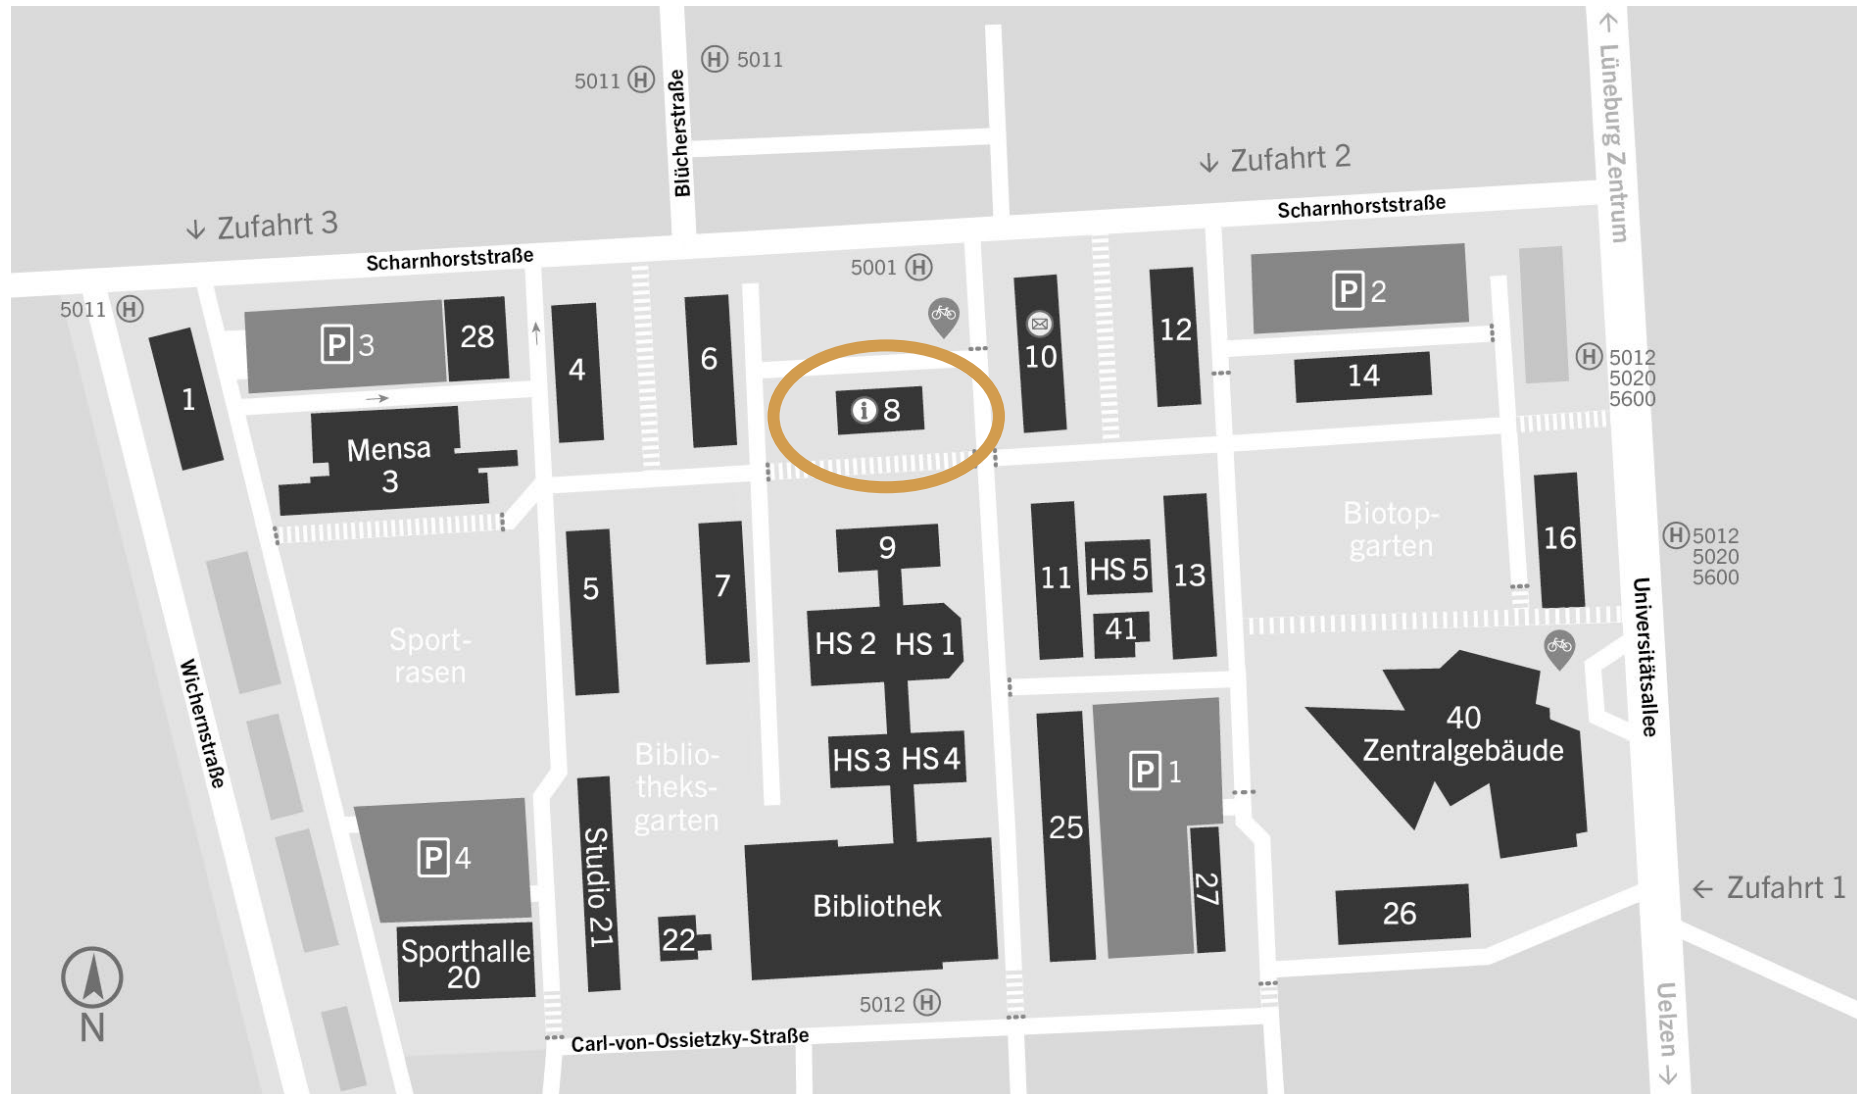 5011 H
H 5011
Blücherstraße
← Lüneburg Zentrum
↓ Zufahrt 2
↓ Zufahrt 3
Scharnhorststraße
Scharnhorststraße
5001 H
5011 H
P 3
28
4
6
i 8
10
12
P 2
14
H 5012
5020
5600
1
Mensa
3
5
7
9
HS 2 HS 1
11
HS 5
41
13
Biotop-
garten
16
H 5012
5020
5600
Sport-
rasen
Wichernstraße
Universitätsallee
Biblio-
theks-
garten
HS 3 HS 4
25
P 1
27
40
Zentralgebäude
P 4
Studio 21
22
Bibliothek
26
← Zufahrt 1
Sporthalle
20
N
5012 H
Carl-von-Ossietzky-Straße
Uelzen →